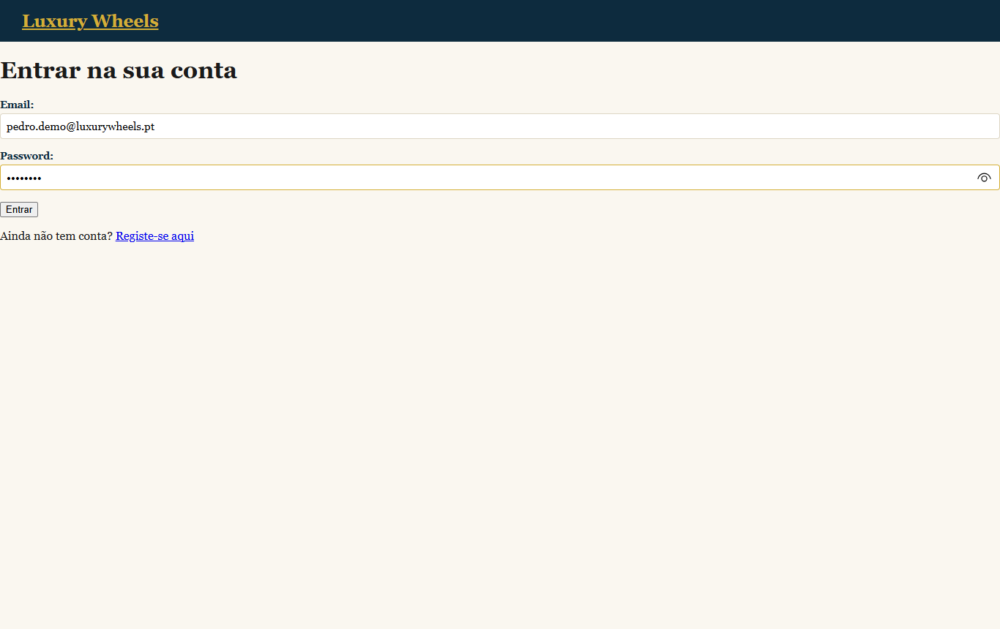 Luxury Wheels
Entrar na sua conta
Email:
pedro.demo@luxurywheels.pt
Password:
••••••••
Entrar
Ainda não tem conta? Registe-se aqui